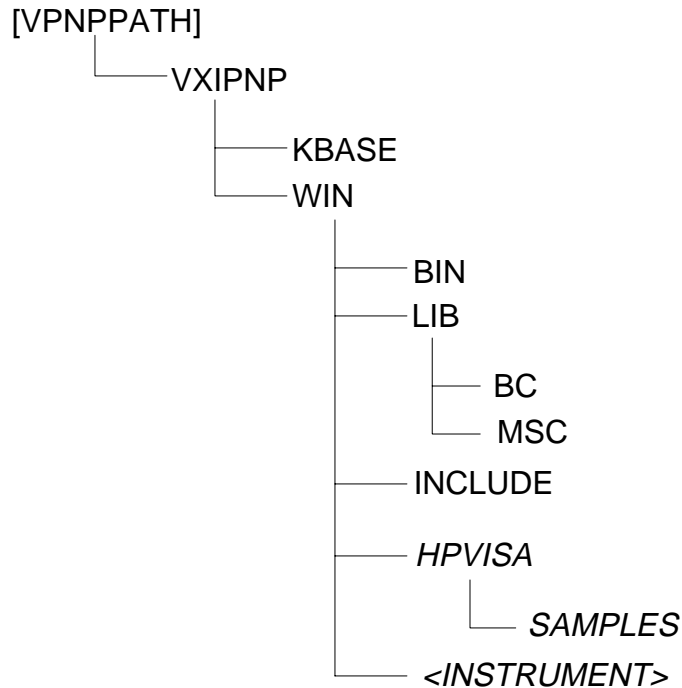 [VPNPPATH]
VXIPNP
KBASE
WIN
BIN
LIB
BC
MSC
INCLUDE
HPVISA
SAMPLES
<INSTRUMENT>